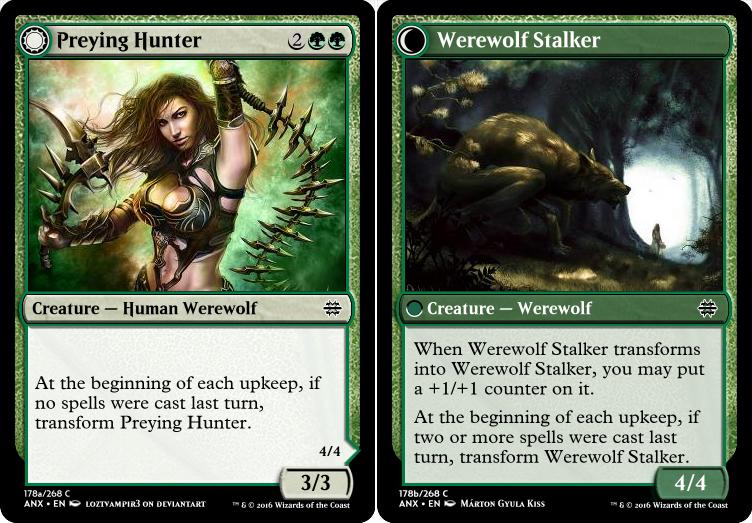 Preying Hunter 2
Creature — Human Werewolf
At the beginning of each upkeep, if
no spells were cast last turn,
transform Preying Hunter.
4/4
3/3
178a/268 C
ANX • EN LOZTVAMPIR3 ON DEVIANTART
™ & © 2016 Wizards of the Coast
Werewolf Stalker
Creature — Werewolf
When Werewolf Stalker transforms
into Werewolf Stalker, you may put
a +1/+1 counter on it.
At the beginning of each upkeep, if
two or more spells were cast last
turn, transform Werewolf Stalker.
4/4
178b/268 C
ANX • EN MÁRTON GYULA KISS
™ & © 2016 Wizards of the Coast